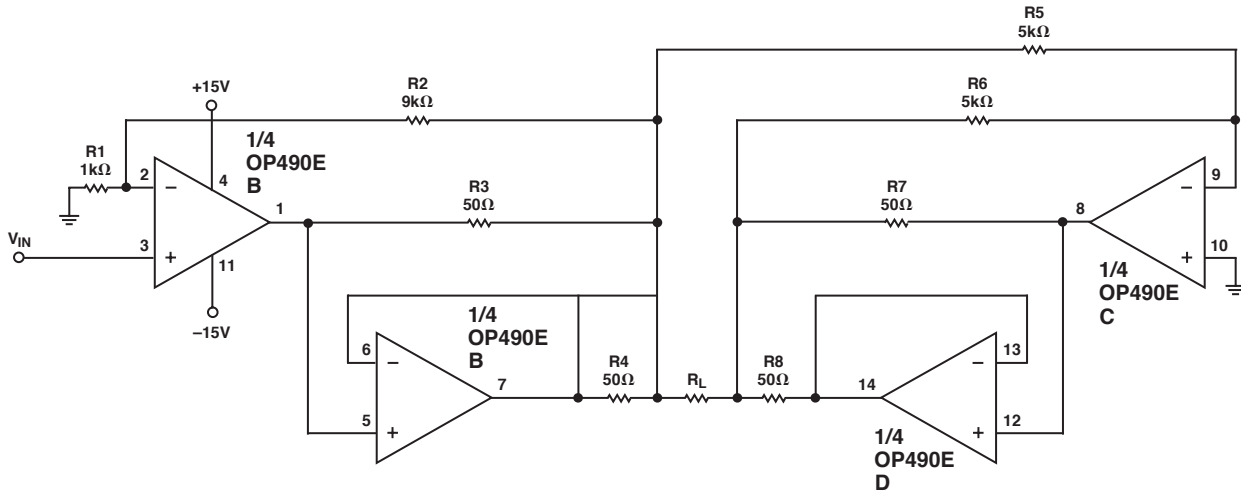 R5
5kΩ
R6
5kΩ
+15V
R2
9kΩ
1/4
OP490E
B
R1
1kΩ
2
4
R3
50Ω
1
R7
50Ω
8
9
VIN
3
11
10
–15V
1/4
OP490E
C
1/4
OP490E
B
6
7
5
R4
50Ω
RL
R8
50Ω
14
13
12
1/4
OP490E
D